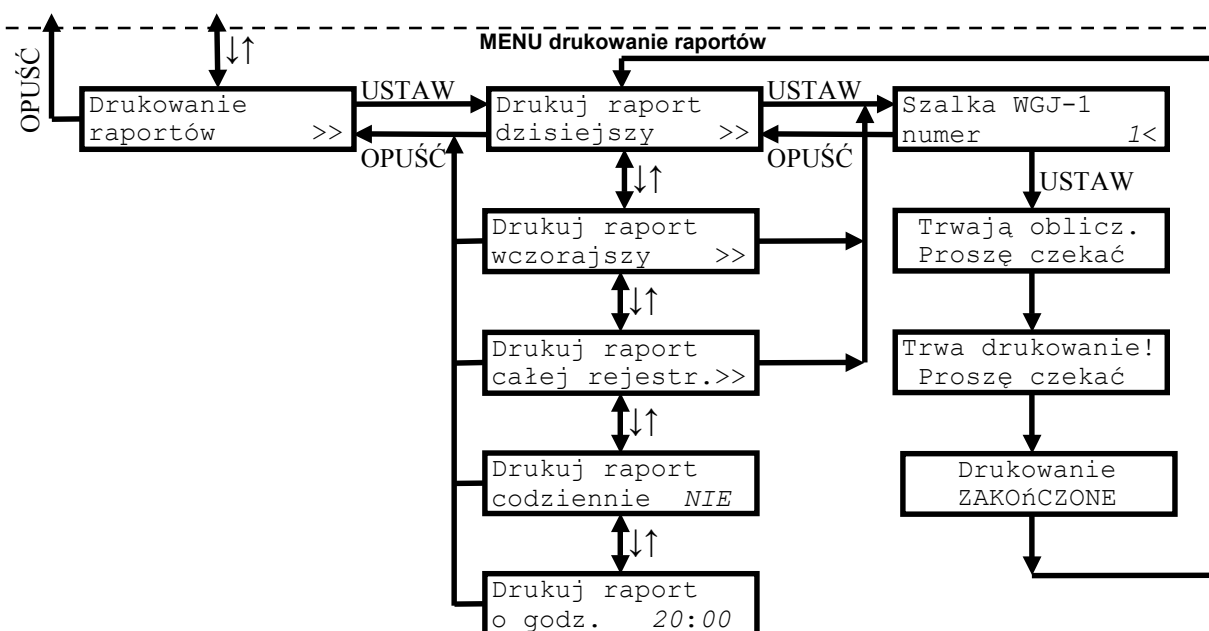 MENU drukowanie raportów
OPUŚĆ
↓↑
Drukowanie
raportów >>
USTAW
OPUŚĆ
Drukuj raport
dzisiejszy >>
USTAW
OPUŚĆ
Szalka WGJ-1
numer 1<
↓↑
USTAW
Drukuj raport
wczorajszy >>
Trwają oblicz.
Proszę czekać
↓↑
Drukuj raport
całej rejestr.>>
Trwa drukowanie!
Proszę czekać
↓↑
Drukuj raport
codziennie NIE
Drukowanie
ZAKOńCZONE
↓↑
Drukuj raport
o godz. 20:00